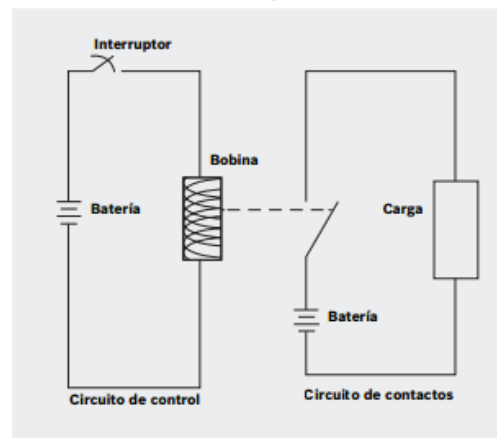 Interruptor
Bobina
Batería
Carga
Batería
Circuito de control
Circuito de contactos